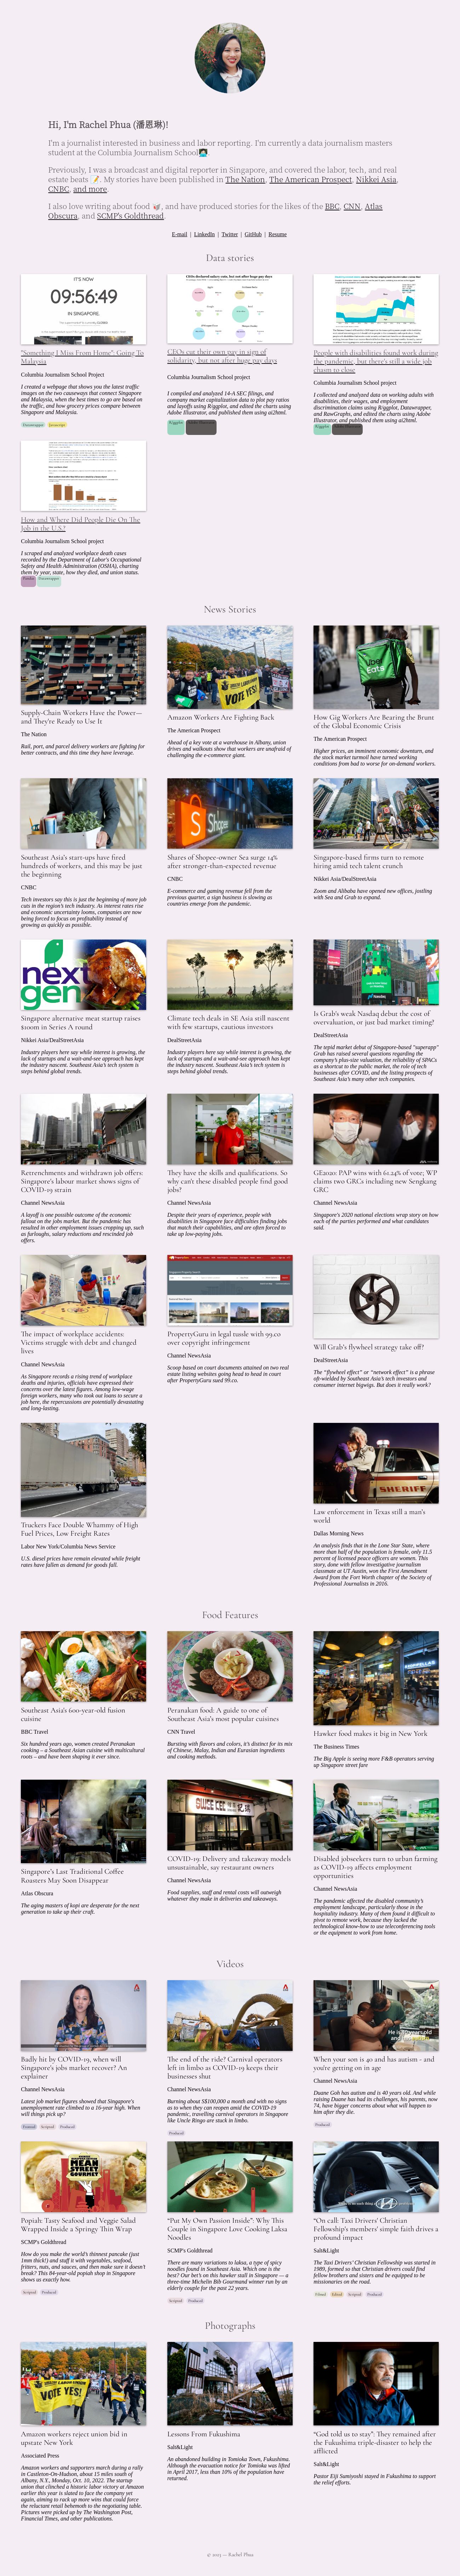 Hi, I'm Rachel Phua (潘恩琳)!
I'm a journalist interested in business and labor reporting. I'm currently a data journalism masters
student at the Columbia Journalism School👩🏻‍💻.
Previously, I was a broadcast and digital reporter in Singapore, and covered the labor, tech, and real
estate beats 📝. My stories have been published in The Nation, The American Prospect, Nikkei Asia,
CNBC, and more.
I also love writing about food 🥡, and have produced stories for the likes of the BBC, CNN, Atlas
Obscura, and SCMP's Goldthread.
E-mail | LinkedIn | Twitter | GitHub | Resume
Data stories
IT'S NOW
09:56:49
IN SINGAPORE.
"Something I Miss From Home": Going To
Malaysia
Columbia Journalism School Project
I created a webpage that shows you the latest traffic
images on the two causeways that connect Singapore
and Malaysia, when the best times to go are based on
the traffic, and how grocery prices compare between
Singapore and Malaysia.
Datawrapper Javascript
CEOs cut their own pay in sign of
solidarity, but not after huge pay days
Columbia Journalism School project
I compiled and analyzed 14-A SEC filings, and
company market capitalization data to plot pay ratios
and layoffs using R/ggplot, and edited the charts using
Adobe Illustrator, and published them using ai2html.
R/ggplot Adobe Illustrator
People with disabilities found work during
the pandemic, but there's still a wide job
chasm to close
Columbia Journalism School project
I collected and analyzed data on working adults with
disabilities, their wages, and employment
discrimination claims using R/ggplot, Datawrapper,
and RawGraphs, and edited the charts using Adobe
Illustrator, and published them using ai2html.
R/ggplot Adobe Illustrator
How and Where Did People Die On The
Job in the U.S.?
Columbia Journalism School project
I scraped and analyzed workplace death cases
recorded by the Department of Labor's Occupational
Safety and Health Administration (OSHA), charting
them by year, state, how they died, and union status.
Pandas Datawrapper
News Stories
Supply-Chain Workers Have the Power—
and They're Ready to Use It
The Nation
Rail, port, and parcel delivery workers are fighting for
better contracts, and this time they have leverage.
VOTE YES!
Amazon Workers Are Fighting Back
The American Prospect
Ahead of a key vote at a warehouse in Albany, union
drives and walkouts show that workers are unafraid of
challenging the e-commerce giant.
Uber
Eats
How Gig Workers Are Bearing the Brunt
of the Global Economic Crisis
The American Prospect
Higher prices, an imminent economic downturn, and
the stock market turmoil have turned working
conditions from bad to worse for on-demand workers.
Southeast Asia's start-ups have fired
hundreds of workers, and this may be just
the beginning
CNBC
Tech investors say this is just the beginning of more job
cuts in the region's tech industry. As interest rates rise
and economic uncertainty looms, companies are now
being forced to focus on profitability instead of
growing as quickly as possible.
Shopee
Shares of Shopee-owner Sea surge 14%
after stronger-than-expected revenue
CNBC
E-commerce and gaming revenue fell from the
previous quarter, a sign business is slowing as
countries emerge from the pandemic.
Singapore-based firms turn to remote
hiring amid tech talent crunch
Nikkei Asia/DealStreetAsia
Zoom and Alibaba have opened new offices, jostling
with Sea and Grab to expand.
next
gen
Singapore alternative meat startup raises
$100m in Series A round
Nikkei Asia/DealStreetAsia
Industry players here say while interest is growing, the
lack of startups and a wait-and-see approach has kept
the industry nascent. Southeast Asia's tech system is
steps behind global trends.
Climate tech deals in SE Asia still nascent
with few startups, cautious investors
DealStreetAsia
Industry players here say while interest is growing, the
lack of startups and a wait-and-see approach has kept
the industry nascent. Southeast Asia's tech system is
steps behind global trends.
Is Grab's weak Nasdaq debut the cost of
overvaluation, or just bad market timing?
DealStreetAsia
The tepid market debut of Singapore-based "superapp"
Grab has raised several questions regarding the
company's plus-size valuation, the reliability of SPACs
as a shortcut to the public market, the role of tech
businesses after COVID, and the listing prospects of
Southeast Asia's many other tech companies.
Retrenchments and withdrawn job offers:
Singapore's labour market shows signs of
COVID-19 strain
Channel NewsAsia
A layoff is one possible outcome of the economic
fallout on the jobs market. But the pandemic has
resulted in other employment issues cropping up, such
as furloughs, salary reductions and rescinded job
offers.
They have the skills and qualifications. So
why can't these disabled people find good
jobs?
Channel NewsAsia
Despite their years of experience, people with
disabilities in Singapore face difficulties finding jobs
that match their capabilities, and are often forced to
take up low-paying jobs.
GE2020: PAP wins with 61.24% of vote; WP
claims two GRCs including new Sengkang
GRC
Channel NewsAsia
Singapore's 2020 national elections wrap story on how
each of the parties performed and what candidates
said.
The impact of workplace accidents:
Victims struggle with debt and changed
lives
Channel NewsAsia
As Singapore records a rising trend of workplace
deaths and injuries, officials have expressed their
concerns over the latest figures. Among low-wage
foreign workers, many who took out loans to secure a
job here, the repercussions are potentially devastating
and long-lasting.
PropertyGuru in legal tussle with 99.co
over copyright infringement
Channel NewsAsia
Scoop based on court documents attained on two real
estate listing websites going head to head in court
after PropertyGuru sued 99.co.
Will Grab's flywheel strategy take off?
DealStreetAsia
The "flywheel effect" or "network effect" is a phrase
oft-wielded by Southeast Asia's tech investors and
consumer internet bigwigs. But does it really work?
Truckers Face Double Whammy of High
Fuel Prices, Low Freight Rates
Labor New York/Columbia News Service
U.S. diesel prices have remain elevated while freight
rates have fallen as demand for goods fall.
SHERIFF
Law enforcement in Texas still a man's
world
Dallas Morning News
An analysis finds that in the Lone Star State, where
more than half of the population is female, only 11.5
percent of licensed peace officers are women. This
story, done with fellow investigative journalism
classmate at UT Austin, won the First Amendment
Award from the Fort Worth chapter of the Society of
Professional Journalists in 2016.
Food Features
Southeast Asia's 600-year-old fusion
cuisine
BBC Travel
Six hundred years ago, women created Peranakan
cooking – a Southeast Asian cuisine with multicultural
roots – and have been shaping it ever since.
Peranakan food: A guide to one of
Southeast Asia's most popular cuisines
CNN Travel
Bursting with flavors and colors, it's distinct for its mix
of Chinese, Malay, Indian and Eurasian ingredients
and cooking methods.
Hawker food makes it big in New York
The Business Times
The Big Apple is seeing more F&B operators serving
up Singapore street fare
Singapore's Last Traditional Coffee
Roasters May Soon Disappear
Atlas Obscura
The aging masters of kopi are desperate for the next
generation to take up their craft.
COVID-19: Delivery and takeaway models
unsustainable, say restaurant owners
Channel NewsAsia
Food supplies, staff and rental costs will outweigh
whatever they make in deliveries and takeaways.
Disabled jobseekers turn to urban farming
as COVID-19 affects employment
opportunities
Channel NewsAsia
The pandemic affected the disabled community's
employment landscape, particularly those in the
hospitality industry. Many of them found it difficult to
pivot to remote work, because they lacked the
technological know-how to use teleconferencing tools
or the equipment to work from home.
Videos
Badly hit by COVID-19, when will
Singapore's jobs market recover? An
explainer
Channel NewsAsia
Latest job market figures showed that Singapore's
unemployment rate climbed to a 16-year high. When
will things pick up?
Fronted Scripted Produced
The end of the ride? Carnival operators
left in limbo as COVID-19 keeps their
businesses shut
Channel NewsAsia
Burning about S$100,000 a month and with no signs
as to when they can reopen amid the COVID-19
pandemic, travelling carnival operators in Singapore
like Uncle Ringo are stuck in limbo.
Produced
When your son is 40 and has autism - and
you're getting on in age
Channel NewsAsia
Duane Goh has autism and is 40 years old. And while
raising Duane has had its challenges, his parents, now
74, have bigger concerns about what will happen to
him after they die.
Produced
MEAN STREET
GOURMET
Popiah: Tasty Seafood and Veggie Salad
Wrapped Inside a Springy Thin Wrap
SCMP's Goldthread
How do you make the world's thinnest pancake (just
1mm thick!) and stuff it with vegetables, seafood,
fritters, nuts, and sauces, and then make sure it doesn't
break? This 84-year-old popiah shop in Singapore
shows us exactly how.
Scripted Produced
"Put My Own Passion Inside": Why This
Couple in Singapore Love Cooking Laksa
Noodles
SCMP's Goldthread
There are many variations to laksa, a type of spicy
noodles found in Southeast Asia. Which one is the
best? Our bet's on this hawker stall in Singapore — a
three-time Michelin Bib Gourmand winner run by an
elderly couple for the past 22 years.
Scripted Produced
"On call: Taxi Drivers' Christian
Fellowship's members' simple faith drives a
profound impact
Salt&Light
The Taxi Drivers' Christian Fellowship was started in
1989, formed so that Christian drivers could find
fellow brothers and sisters and be equipped to be
missionaries on the road.
Filmed Edited Scripted Produced
Photographs
VOTE YES!
Amazon workers reject union bid in
upstate New York
Associated Press
Amazon workers and supporters march during a rally
in Castleton-On-Hudson, about 15 miles south of
Albany, N.Y., Monday, Oct. 10, 2022. The startup
union that clinched a historic labor victory at Amazon
earlier this year is slated to face the company yet
again, aiming to rack up more wins that could force
the reluctant retail behemoth to the negotiating table.
Pictures were picked up by The Washington Post,
Financial Times, and other publications.
Lessons From Fukushima
Salt&Light
An abandoned building in Tomioka Town, Fukushima.
Although the evacuation notice for Tomioka was lifted
in April 2017, less than 10% of the population have
returned.
"God told us to stay": They remained after
the Fukushima triple-disaster to help the
afflicted
Salt&Light
Pastor Eiji Sumiyoshi stayed in Fukushima to support
the relief efforts.
© 2023 — Rachel Phua